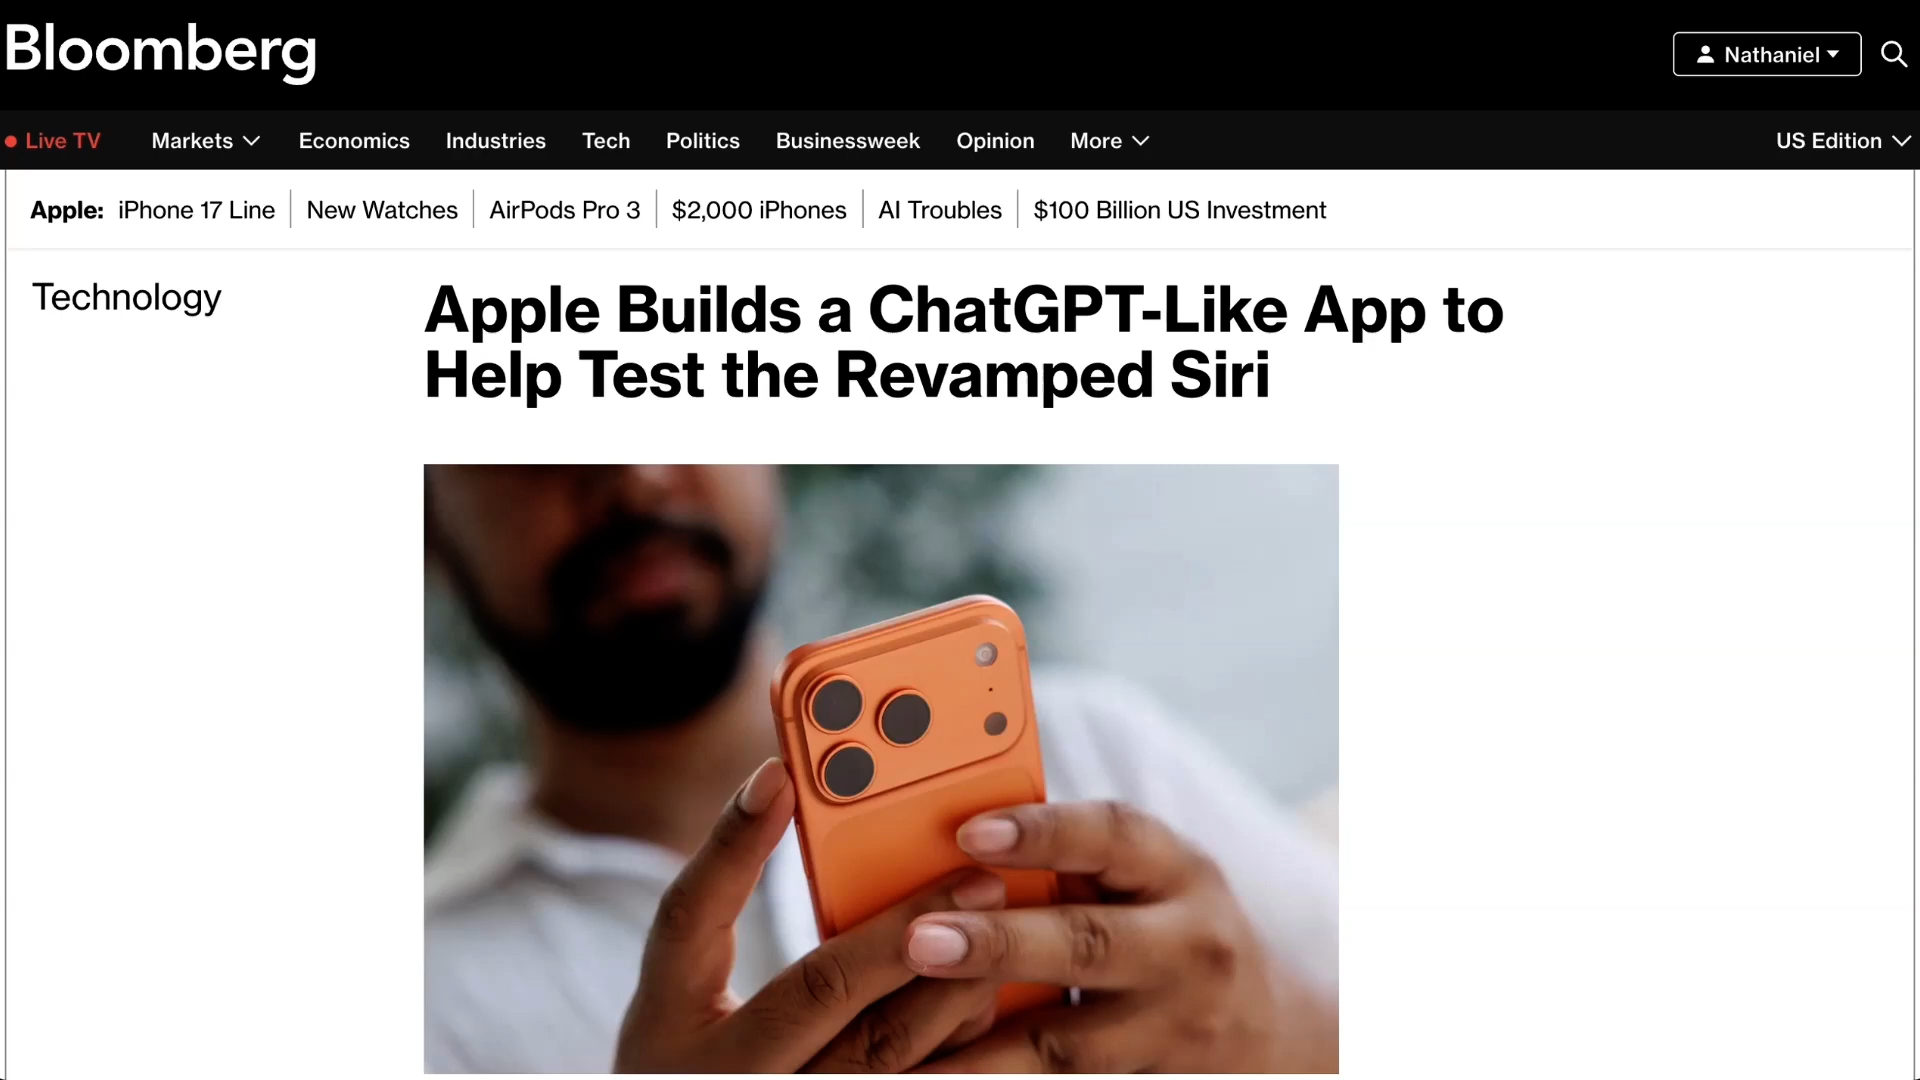 Bloomberg
Nathaniel
Live TV Markets Economics Industries Tech Politics Businessweek Opinion More US Edition
Apple: iPhone 17 Line New Watches AirPods Pro 3 $2,000 iPhones AI Troubles $100 Billion US Investment
Technology
Apple Builds a ChatGPT-Like App to
Help Test the Revamped Siri